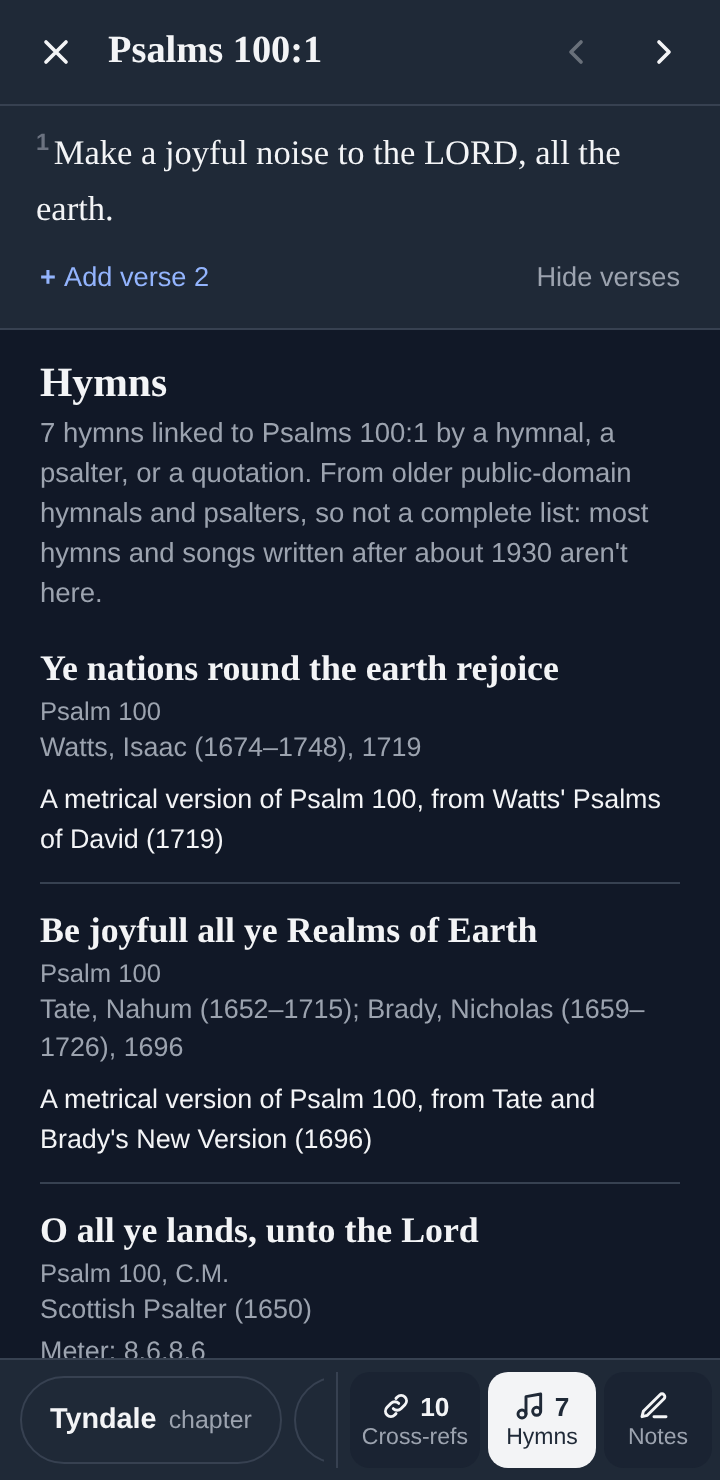 Psalms 100:1
1 Make a joyful noise to the LORD, all the
earth.
+ Add verse 2
Hide verses
Hymns
7 hymns linked to Psalms 100:1 by a hymnal, a
psalter, or a quotation. From older public-domain
hymnals and psalters, so not a complete list: most
hymns and songs written after about 1930 aren't
here.
Ye nations round the earth rejoice
Psalm 100
Watts, Isaac (1674–1748), 1719
A metrical version of Psalm 100, from Watts' Psalms
of David (1719)
Be joyfull all ye Realms of Earth
Psalm 100
Tate, Nahum (1652–1715); Brady, Nicholas (1659–
1726), 1696
A metrical version of Psalm 100, from Tate and
Brady's New Version (1696)
O all ye lands, unto the Lord
Psalm 100, C.M.
Scottish Psalter (1650)
Meter: 8.6.8.6
Tyndale chapter
10
Cross-refs
7
Hymns
Notes